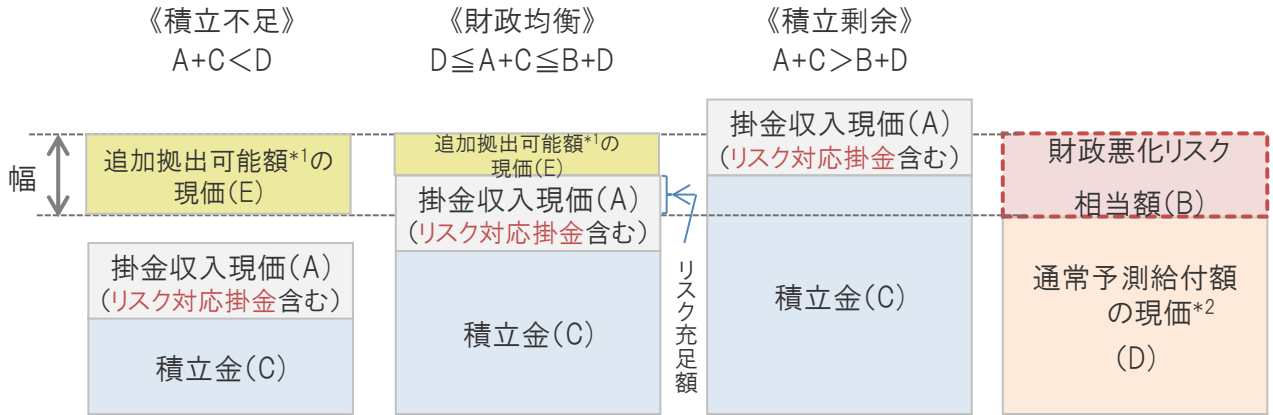 《積立不足》
A+C<D
《財政均衡》
D≦A+C≦B+D
《積立剰余》
A+C>B+D
幅
追加拠出可能額*1の
現価(E)
掛金収入現価(A)
(リスク対応掛金含む)
積立金(C)
追加拠出可能額*1の
現価(E)
掛金収入現価(A)
(リスク対応掛金含む)
積立金(C)
リスク充足額
掛金収入現価(A)
(リスク対応掛金含む)
積立金(C)
財政悪化リスク
相当額(B)
通常予測給付額
の現価*2
(D)